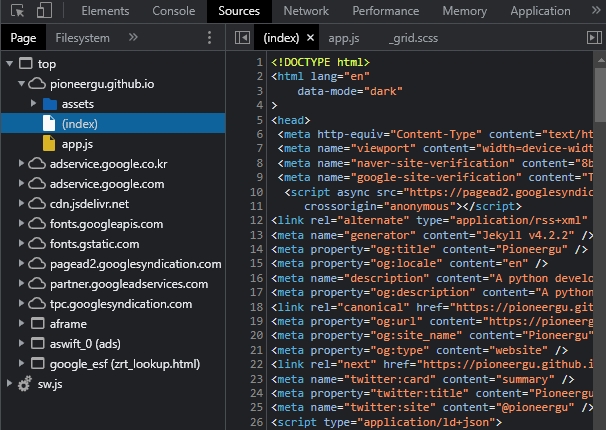 Elements Console Sources Network Performance Memory Application
Page Filesystem
(index) app.js _grid.scss
top
pioneergu.github.io
assets
(index)
app.js
adservice.google.co.kr
adservice.google.com
cdn.jsdelivr.net
fonts.googleapis.com
fonts.gstatic.com
pagead2.googlesyndication.com
partner.googleadservices.com
tpc.googlesyndication.com
aframe
aswift_0 (ads)
google_esf (zrt_lookup.html)
sw.js
1 <!DOCTYPE html>
2 <html lang="en"
3 data-mode="dark"
4 >
5 <head>
6 <meta http-equiv="Content-Type" content="text/ht
7 <meta name="viewport" content="width=device-widt
8 <meta name="naver-site-verification" content="8b
9 <meta name="google-site-verification" content="T
10 <script async src="https://pagead2.googlesyndic
11 crossorigin="anonymous"></script>
12 <link rel="alternate" type="application/rss+xml"
13 <meta name="generator" content="Jekyll v4.2.2" />
14 <meta property="og:title" content="Pioneergu" />
15 <meta property="og:locale" content="en" />
16 <meta name="description" content="A python develo
17 <meta property="og:description" content="A python
18 <link rel="canonical" href="https://pioneergu.git
19 <meta property="og:url" content="https://pioneerg
20 <meta property="og:site_name" content="Pioneergu"
21 <meta property="og:type" content="website" />
22 <link rel="next" href="https://pioneergu.github.i
23 <meta name="twitter:card" content="summary" />
24 <meta property="twitter:title" content="Pioneergu
25 <meta name="twitter:site" content="@pioneergu" />
26 <script type="application/ld+json">